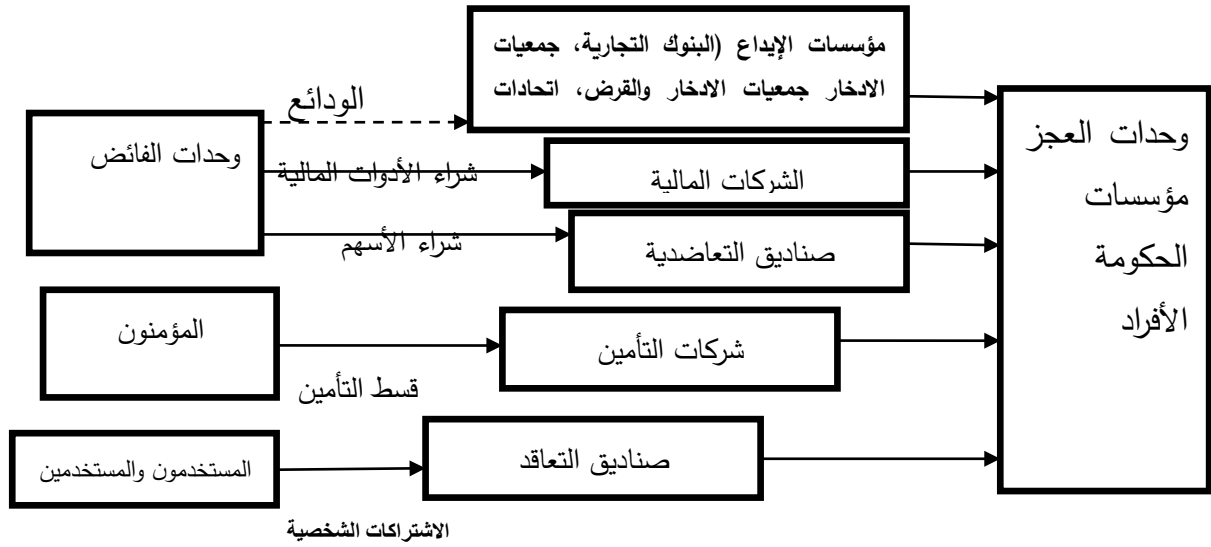 مؤسسات الإيداع (البنوك التجارية، جمعيات
الادخار جمعيات الادخار والقرض، اتحادات
الودائع
وحدات العجز
مؤسسات
الحكومة
الأفراد
وحدات الفائض
شراء الأدوات المالية
الشركات المالية
شراء الأسهم
صناديق التعاضدية
المؤمنون
قسط التأمين
شركات التأمين
المستخدمون والمستخدمين
الاشتراكات الشخصية
صناديق التعاقد